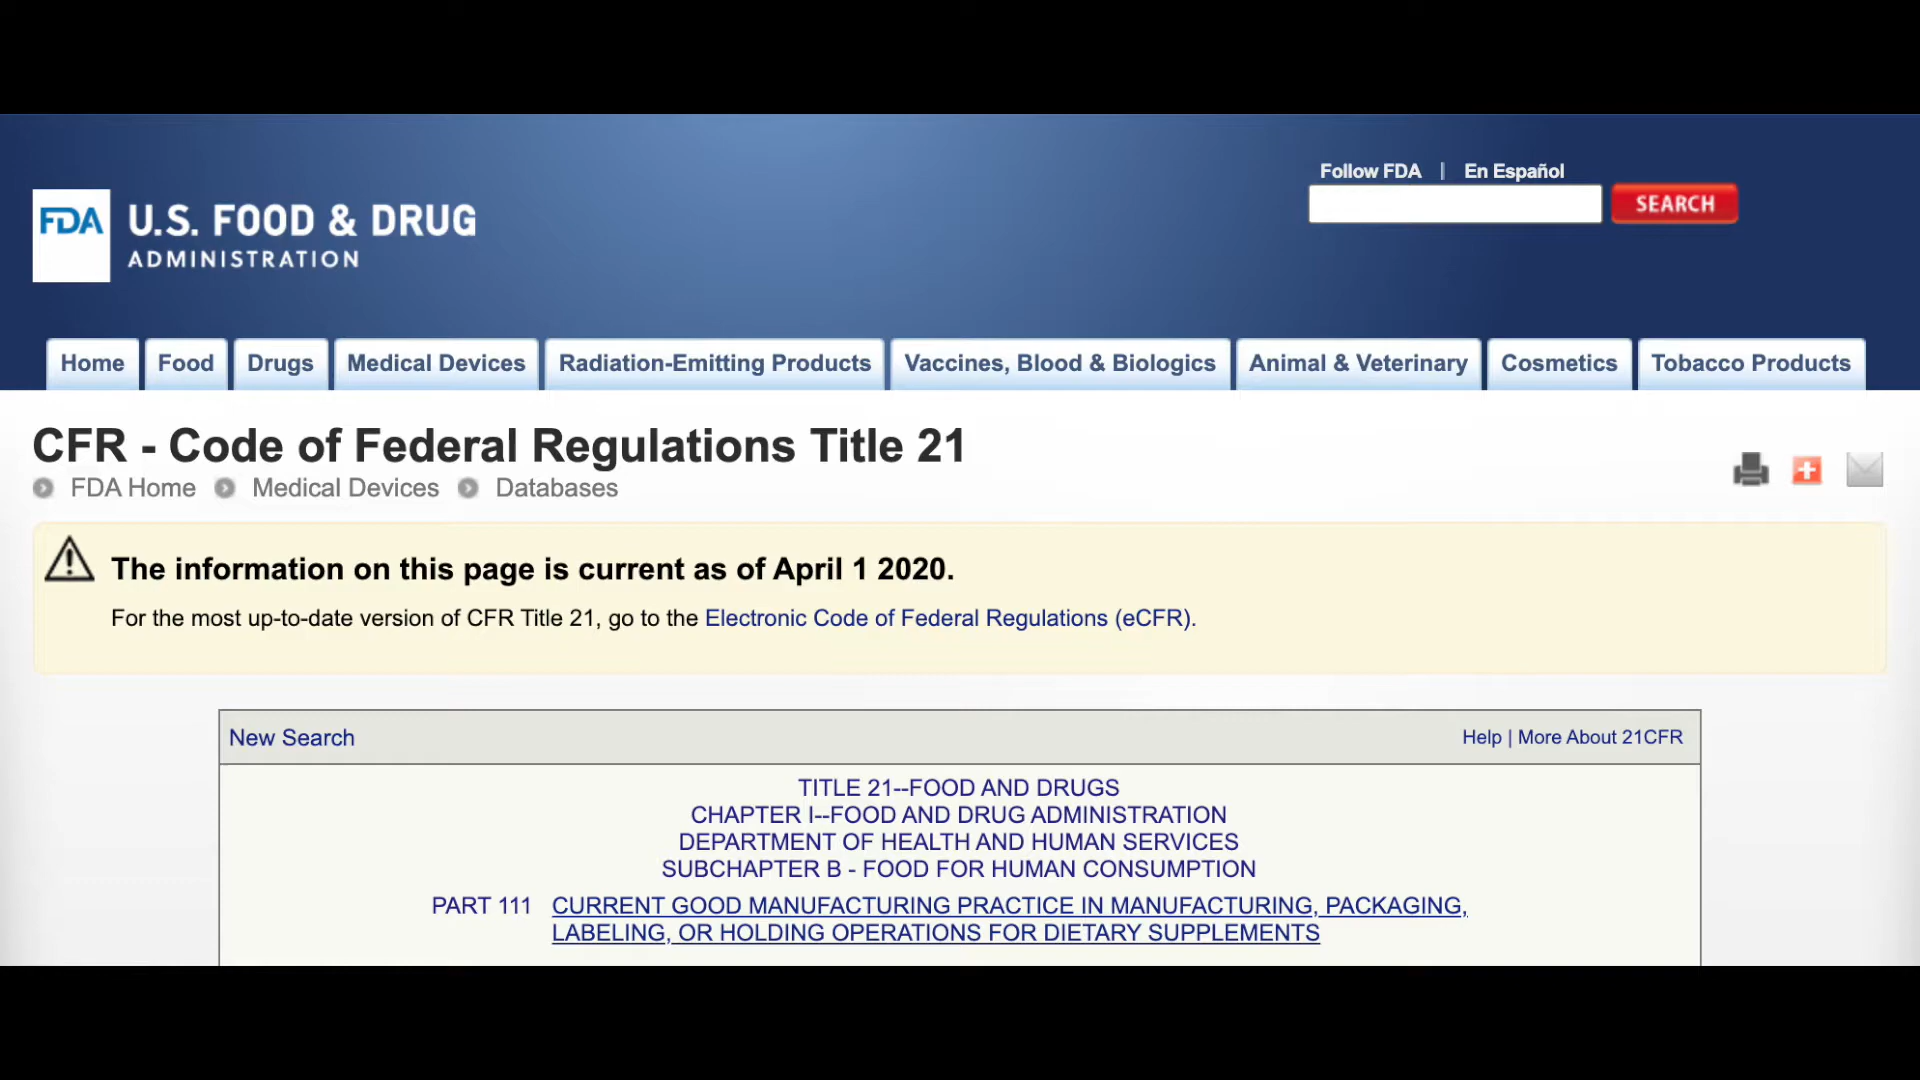 Follow FDA | En Español
FDA U.S. FOOD & DRUG
ADMINISTRATION
SEARCH
Home Food Drugs Medical Devices Radiation-Emitting Products Vaccines, Blood & Biologics Animal & Veterinary Cosmetics Tobacco Products
CFR - Code of Federal Regulations Title 21
FDA Home Medical Devices Databases
The information on this page is current as of April 1 2020.
For the most up-to-date version of CFR Title 21, go to the Electronic Code of Federal Regulations (eCFR).
New Search Help | More About 21CFR
TITLE 21--FOOD AND DRUGS
CHAPTER I--FOOD AND DRUG ADMINISTRATION
DEPARTMENT OF HEALTH AND HUMAN SERVICES
SUBCHAPTER B - FOOD FOR HUMAN CONSUMPTION
PART 111 CURRENT GOOD MANUFACTURING PRACTICE IN MANUFACTURING, PACKAGING,
LABELING, OR HOLDING OPERATIONS FOR DIETARY SUPPLEMENTS